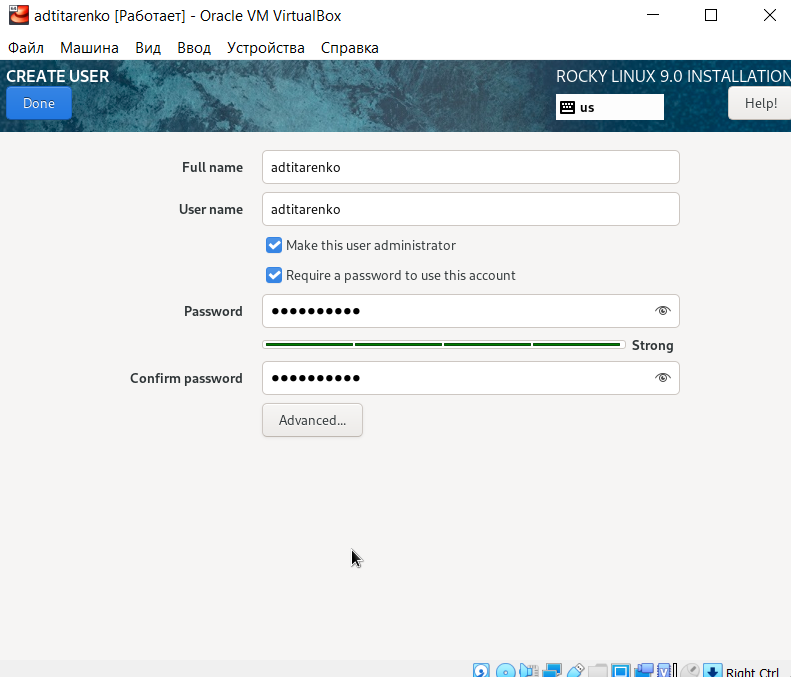 adtitarenko [Работает] - Oracle VM VirtualBox
Файл Машина Вид Ввод Устройства Справка
CREATE USER
ROCKY LINUX 9.0 INSTALLATION
Done
us
Help!
Full name
adtitarenko
User name
adtitarenko
Make this user administrator
Require a password to use this account
Password
●●●●●●●●●●
Strong
Confirm password
●●●●●●●●●●
Advanced...
Right Ctrl